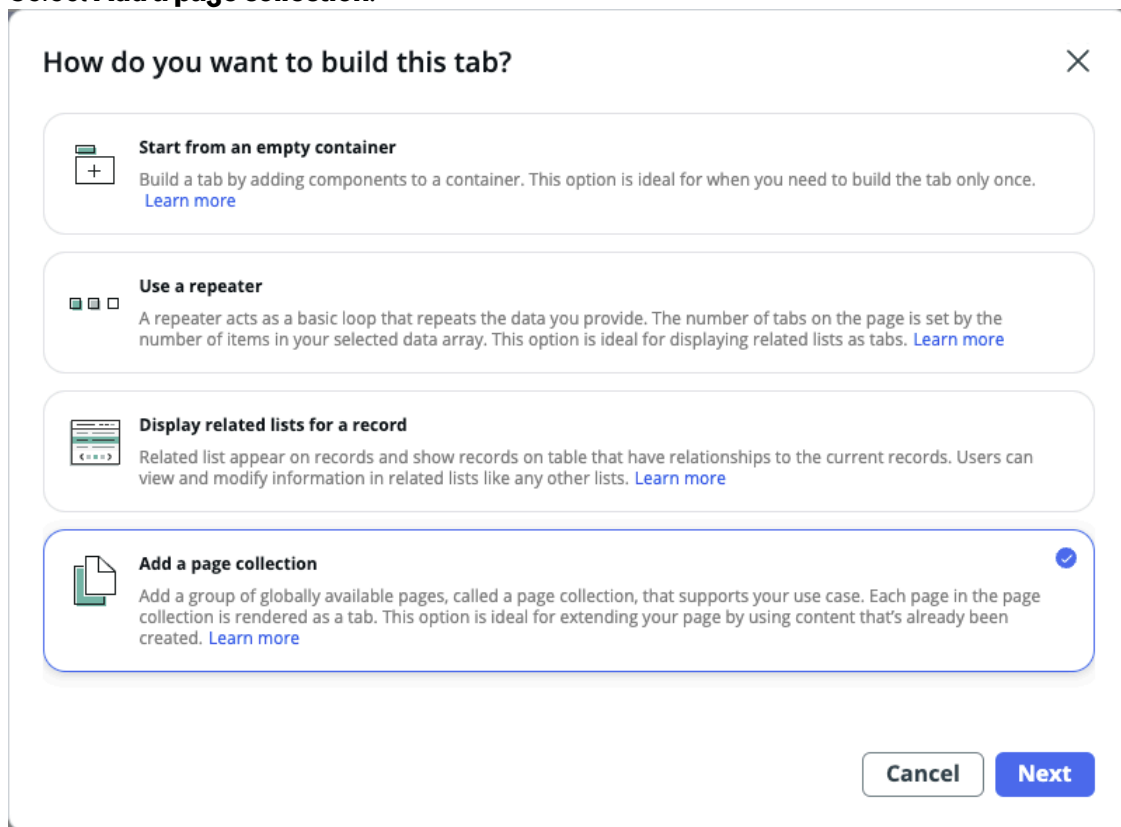 Select Add a page collection.
How do you want to build this tab?
Start from an empty container
Build a tab by adding components to a container. This option is ideal for when you need to build the tab only once.
Learn more
Use a repeater
A repeater acts as a basic loop that repeats the data you provide. The number of tabs on the page is set by the
number of items in your selected data array. This option is ideal for displaying related lists as tabs. Learn more
Display related lists for a record
Related list appear on records and show records on table that have relationships to the current records. Users can
view and modify information in related lists like any other lists. Learn more
Add a page collection
Add a group of globally available pages, called a page collection, that supports your use case. Each page in the page
collection is rendered as a tab. This option is ideal for extending your page by using content that’s already been
created. Learn more
Cancel Next